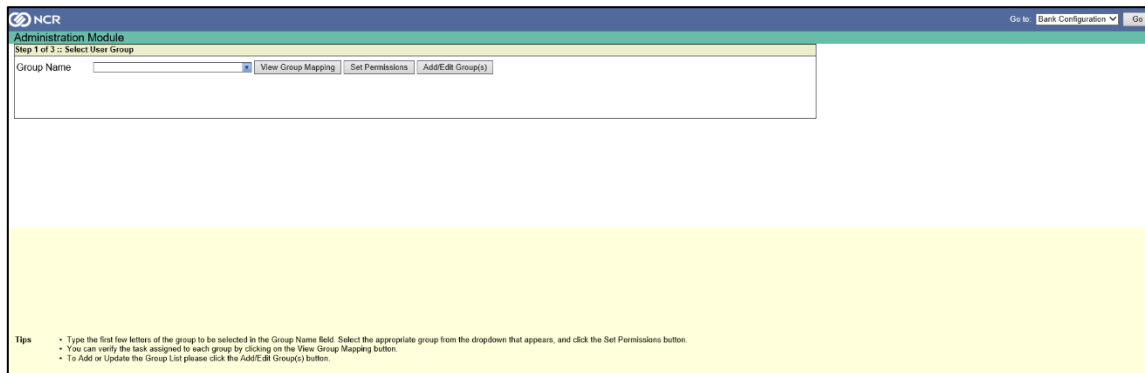 NCR
Go to: Bank Configuration Go
Administration Module
Step 1 of 3 :: Select User Group
Group Name View Group Mapping Set Permissions Add/Edit Group(s)
Tips • Type the first few letters of the group to be selected in the Group Name field. Select the appropriate group from the dropdown that appears, and click the Set Permissions button.
• You can verify the task assigned to each group by clicking on the View Group Mapping button.
• To Add or Update the Group List please click the Add/Edit Group(s) button.